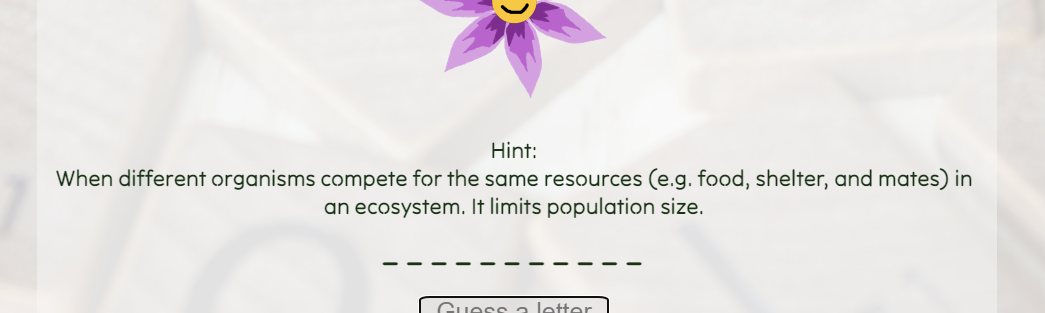 Hint:
When different organisms compete for the same resources (e.g. food, shelter, and mates) in
an ecosystem. It limits population size.
_ _ _ _ _ _ _ _ _ _ _
Guess a letter